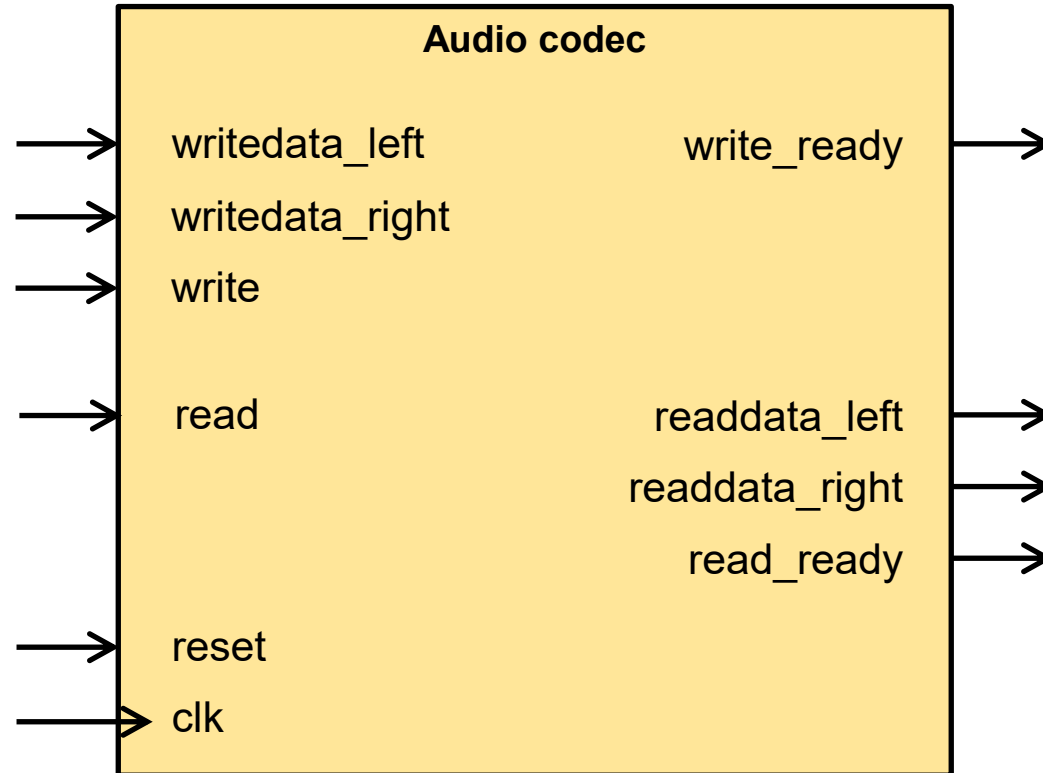 Audio codec
writedata_left
write_ready
writedata_right
write
read
readdata_left
readdata_right
read_ready
reset
clk